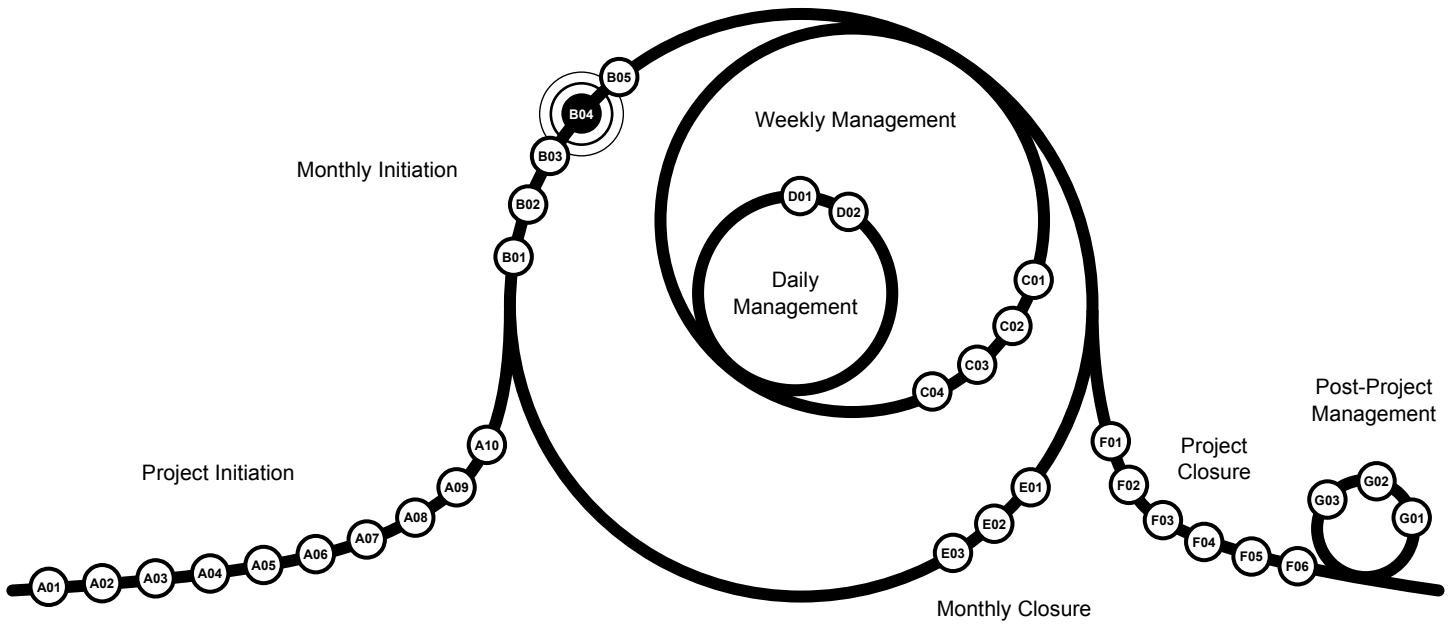 B05
B04
Weekly Management
B03
Monthly Initiation
D01
B02
D02
B01
Daily
Management
C01
C02
C03
C04
Post-Project
Management
A10
F01
Project
Closure
Project Initiation
A09
E01
F02
G03
G02
G01
A08
E02
F03
A07
F04
A06
E03
F05
A05
F06
A04
A03
A02
A01
Monthly Closure